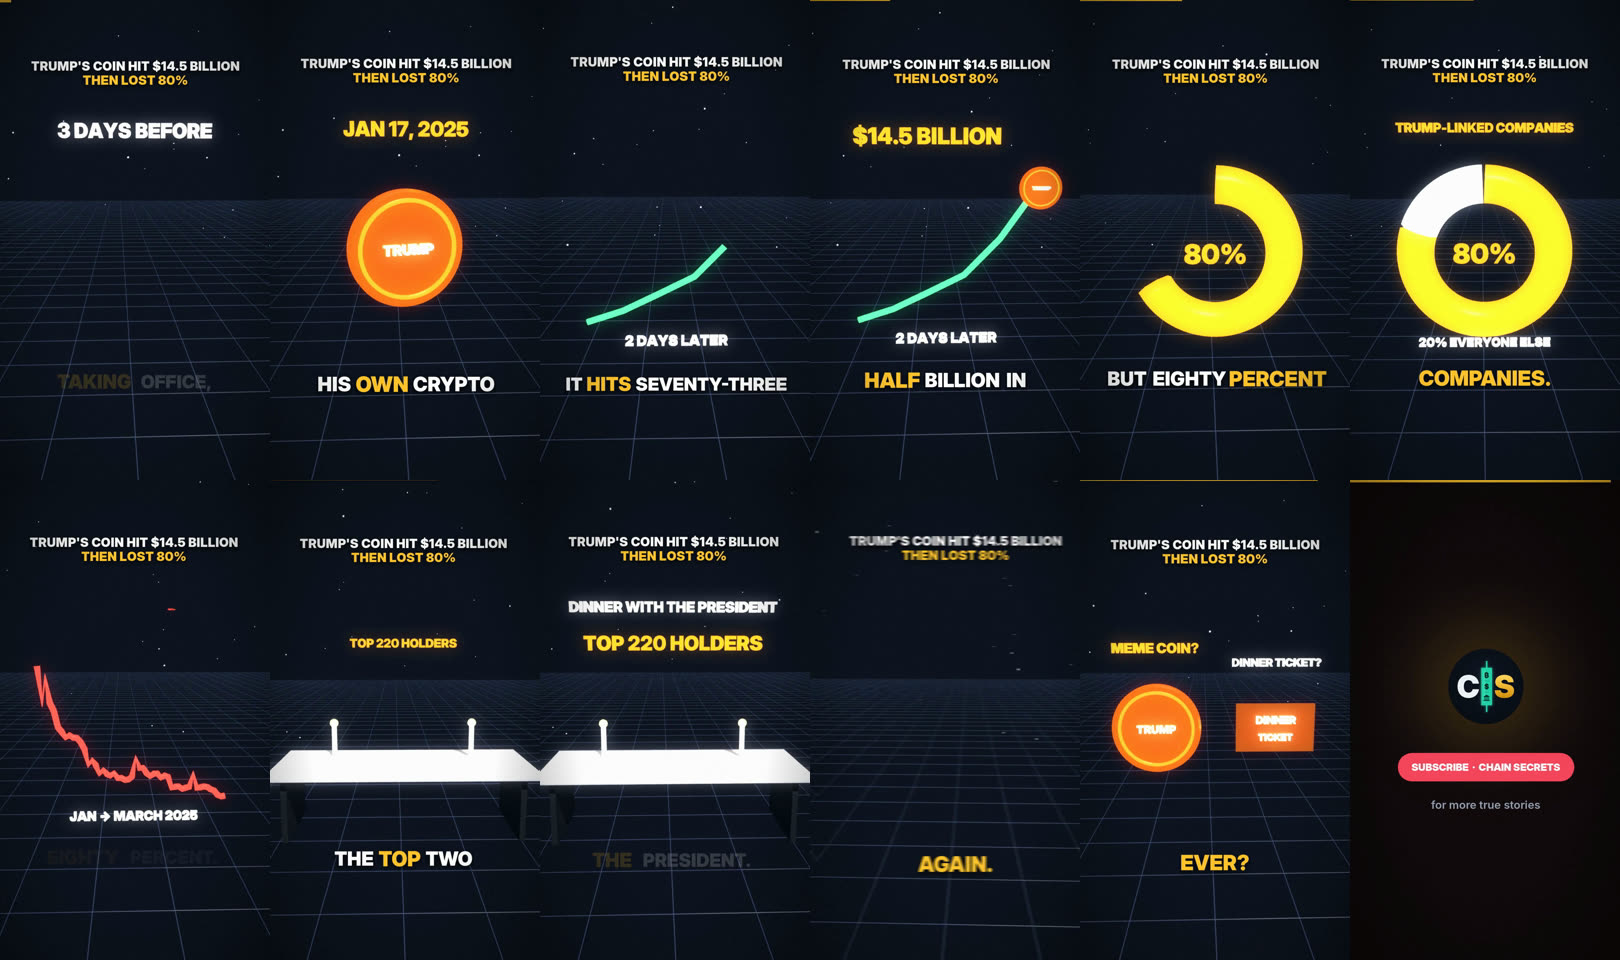 TRUMP'S COIN HIT $14.5 BILLION
THEN LOST 80%
3 DAYS BEFORE
TAKING OFFICE,
TRUMP'S COIN HIT $14.5 BILLION
THEN LOST 80%
JAN 17, 2025
TRUMP
HIS OWN CRYPTO
TRUMP'S COIN HIT $14.5 BILLION
THEN LOST 80%
2 DAYS LATER
IT HITS SEVENTY-THREE
TRUMP'S COIN HIT $14.5 BILLION
THEN LOST 80%
$14.5 BILLION
TRUMP
2 DAYS LATER
HALF BILLION IN
TRUMP'S COIN HIT $14.5 BILLION
THEN LOST 80%
80%
BUT EIGHTY PERCENT
TRUMP'S COIN HIT $14.5 BILLION
THEN LOST 80%
TRUMP-LINKED COMPANIES
80%
20% EVERYONE ELSE
COMPANIES.
TRUMP'S COIN HIT $14.5 BILLION
THEN LOST 80%
JAN → MARCH 2025
EIGHTY PERCENT.
TRUMP'S COIN HIT $14.5 BILLION
THEN LOST 80%
TOP 220 HOLDERS
THE TOP TWO
TRUMP'S COIN HIT $14.5 BILLION
THEN LOST 80%
DINNER WITH THE PRESIDENT
TOP 220 HOLDERS
THE PRESIDENT.
TRUMP'S COIN HIT $14.5 BILLION
THEN LOST 80%
AGAIN.
TRUMP'S COIN HIT $14.5 BILLION
THEN LOST 80%
MEME COIN?
DINNER TICKET?
TRUMP
DINNER
TICKET
EVER?
CS
SUBSCRIBE · CHAIN SECRETS
for more true stories